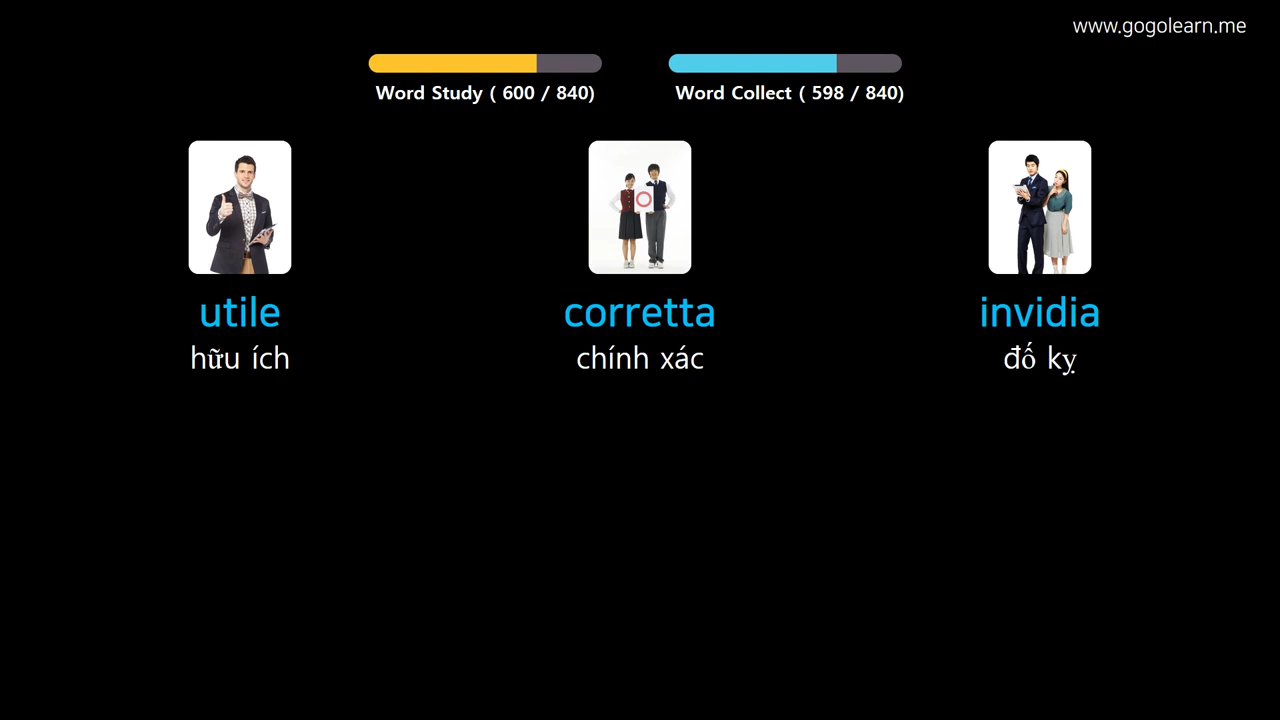 www.gogolearn.me
Word Study ( 600 / 840)
Word Collect ( 598 / 840)
utile
corretta
invidia
hữu ích
chính xác
đố kỵ